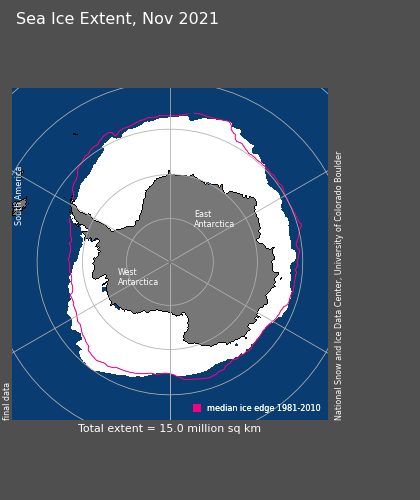 Sea Ice Extent, Nov 2021
South America
East
Antarctica
West
Antarctica
National Snow and Ice Data Center, University of Colorado Boulder
final data
median ice edge 1981-2010
Total extent = 15.0 million sq km